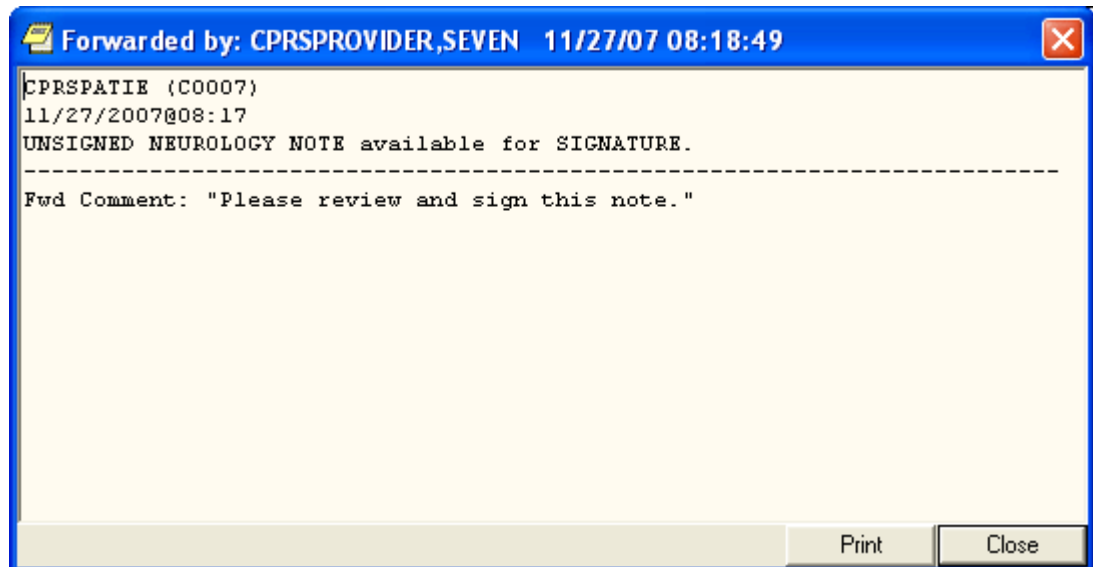 Forwarded by: CPRSPROVIDER,SEVEN 11/27/07 08:18:49
CPRSPATIE (C0007)
11/27/2007@08:17
UNSIGNED NEUROLOGY NOTE available for SIGNATURE.
--------------------------------------------------------------------------
Fwd Comment: "Please review and sign this note."
Print Close